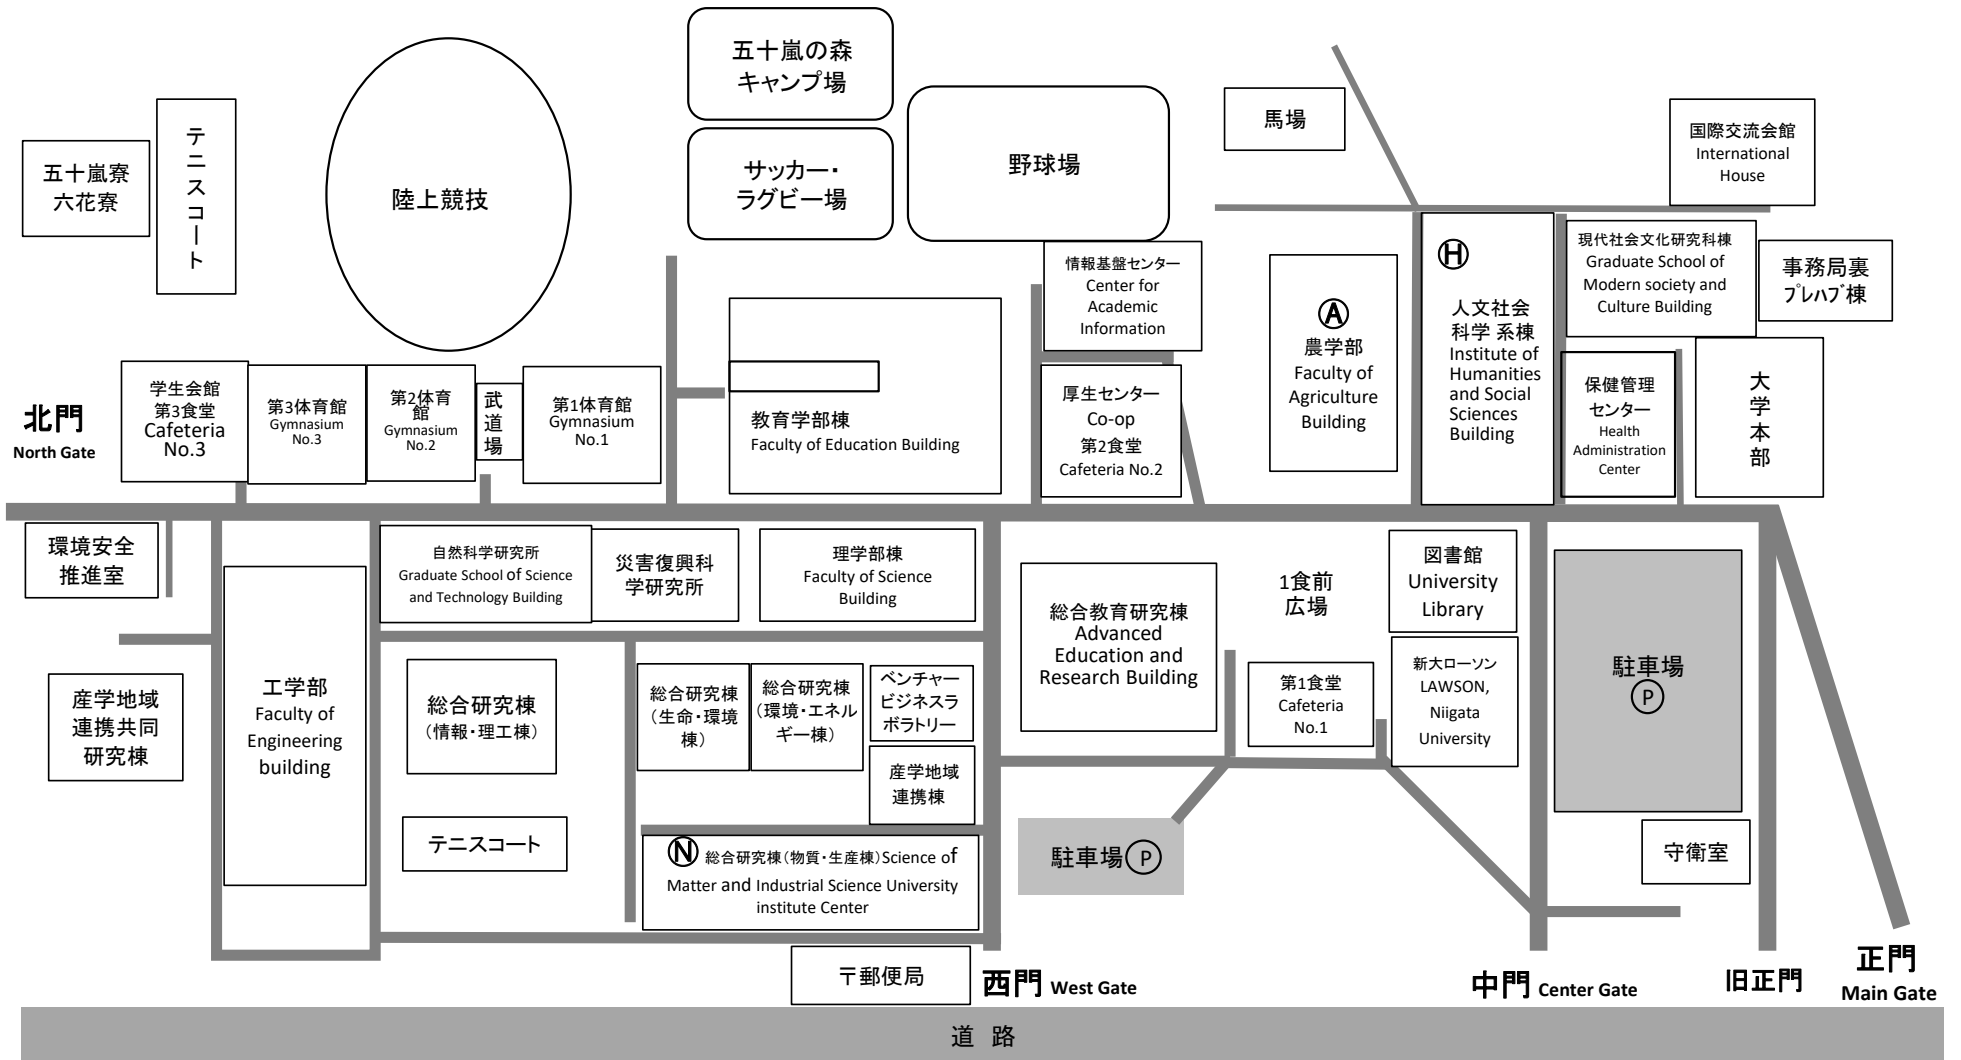 五十嵐の森
キャンプ場
サッカー・
ラグビー場
野球場
馬場
国際交流会館
International
House
五十嵐寮
六花寮
テニスコート
陸上競技
情報基盤センター
Center for
Academic
Information
Ⓐ
農学部
Faculty of
Agriculture
Building
Ⓗ
人文社会
科学 系棟
Institute of
Humanities
and Social
Sciences
Building
現代社会文化研究科棟
Graduate School of
Modern society and
Culture Building
事務局裏
プレハブ棟
北門
North Gate
学生会館
第3食堂
Cafeteria
No.3
第3体育館
Gymnasium
No.3
第2体育
館
Gymnasium
No.2
武道場
第1体育館
Gymnasium
No.1
教育学部棟
Faculty of Education Building
厚生センター
Co-op
第2食堂
Cafeteria No.2
保健管理
センター
Health
Administration
Center
大学本部
環境安全
推進室
自然科学研究所
Graduate School of Science
and Technology Building
災害復興科
学研究所
理学部棟
Faculty of Science
Building
総合教育研究棟
Advanced
Education and
Research Building
1食前
広場
図書館
University
Library
駐車場
Ⓟ
産学地域
連携共同
研究棟
工学部
Faculty of
Engineering
building
総合研究棟
（情報・理工棟）
総合研究棟
（生命・環境
棟）
総合研究棟
（環境・エネル
ギー棟）
ベンチャー
ビジネスラ
ボラトリー
産学地域
連携棟
第1食堂
Cafeteria
No.1
新大ローソン
LAWSON,
Niigata
University
テニスコート
Ⓝ 総合研究棟（物質・生産棟）Science of
Matter and Industrial Science University
institute Center
駐車場Ⓟ
守衛室
〒郵便局
西門 West Gate
中門 Center Gate
旧正門
正門
Main Gate
道 路